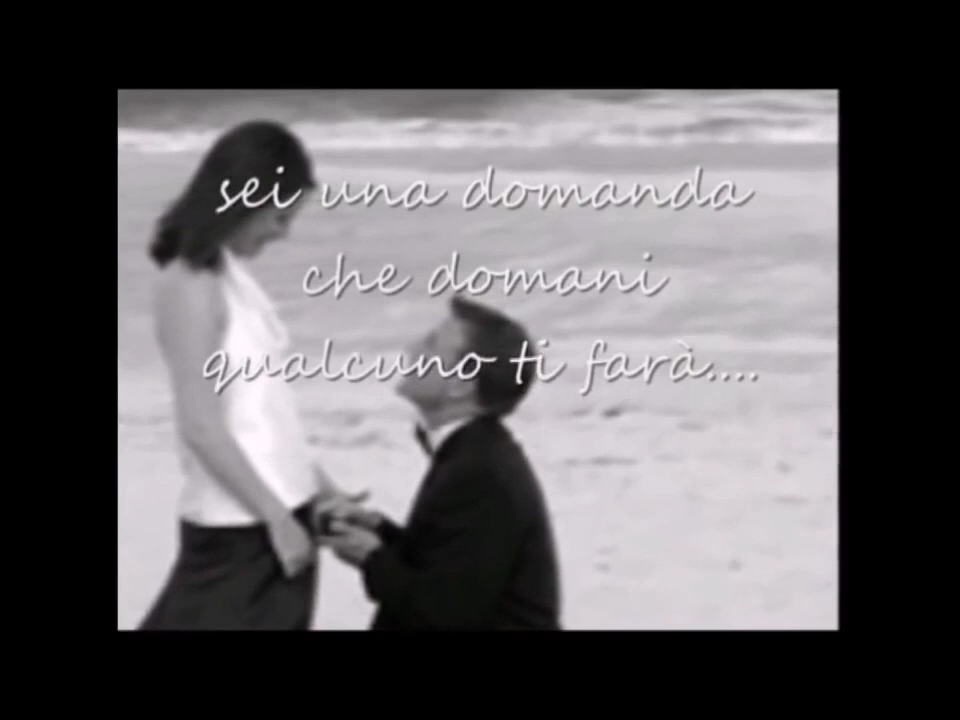 sei una domanda
che domani
qualcuno ti farà....